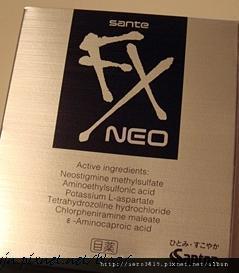 sante
FX
NEO
Active ingredients:
Neostigmine methylsulfate
Aminoethylsulfonic acid
Potassium L-aspartate
Tetrahydrozoline hydrochloride
Chlorpheniramine maleate
ε-Aminocaproic acid
目薬
ひとみ・すこやか
Santen